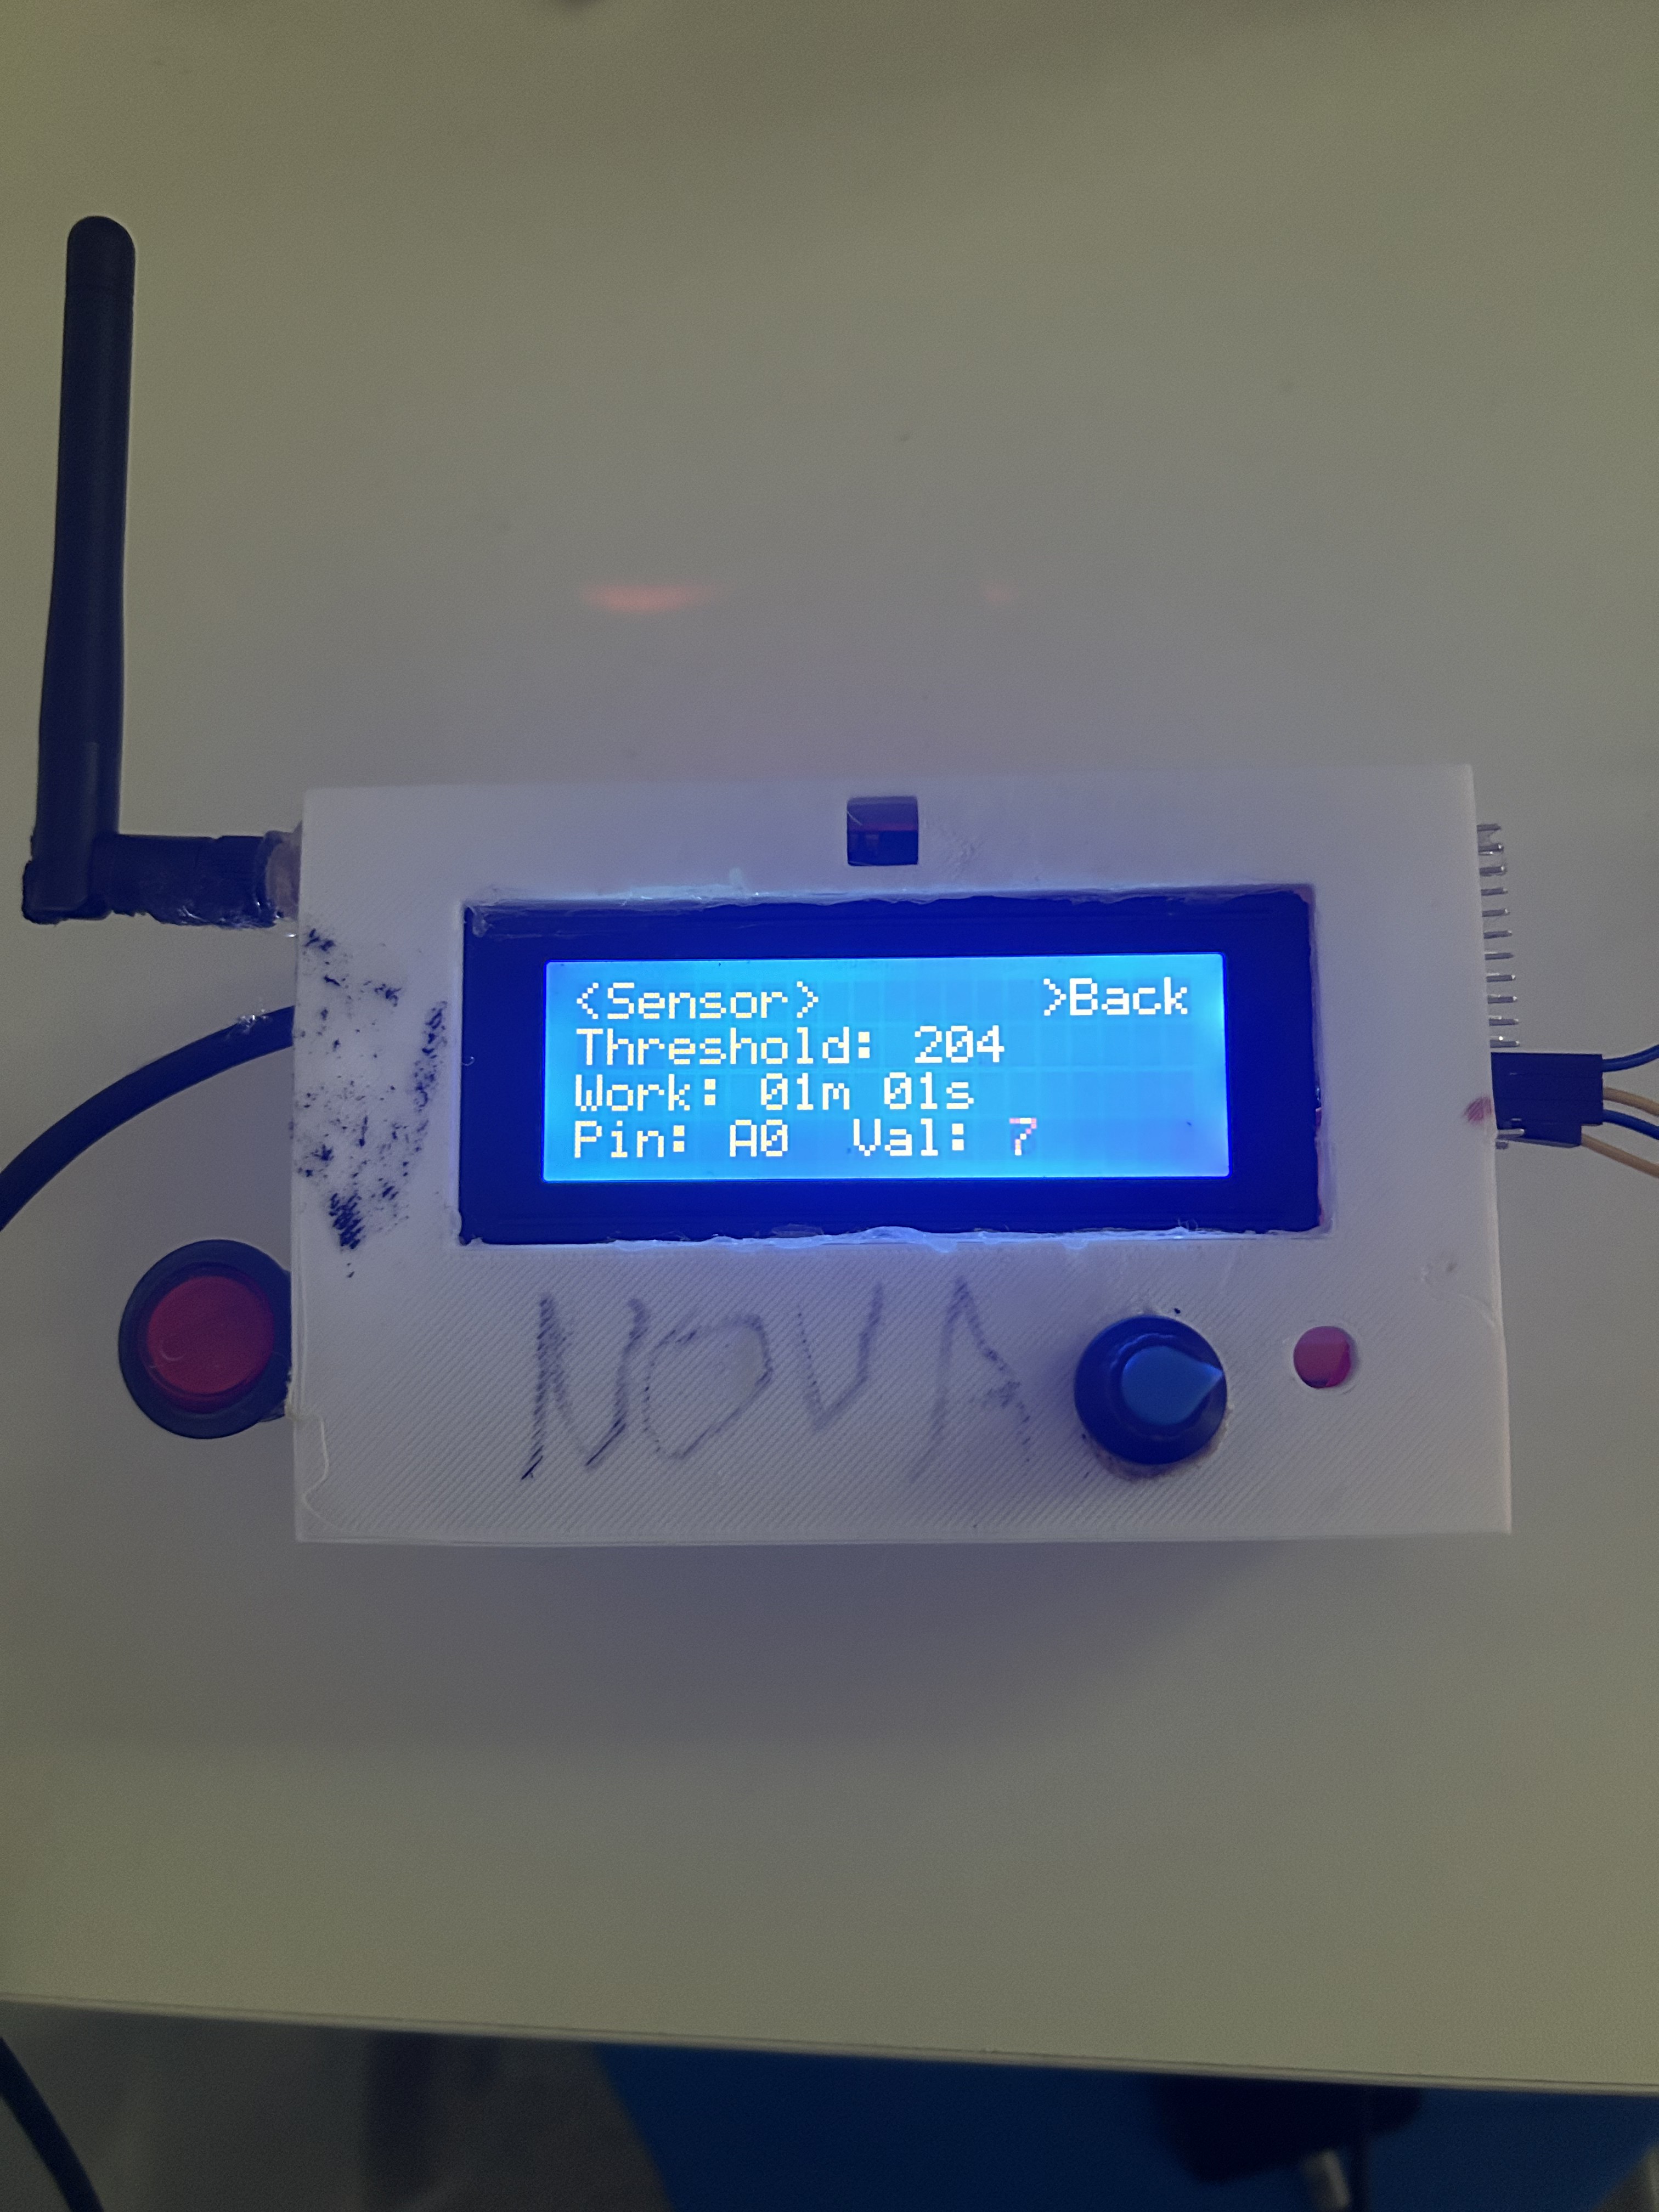 <Sensor> >Back
Threshold: 204
Work: 01m 01s
Pin: A0 Val: 7
NOVA